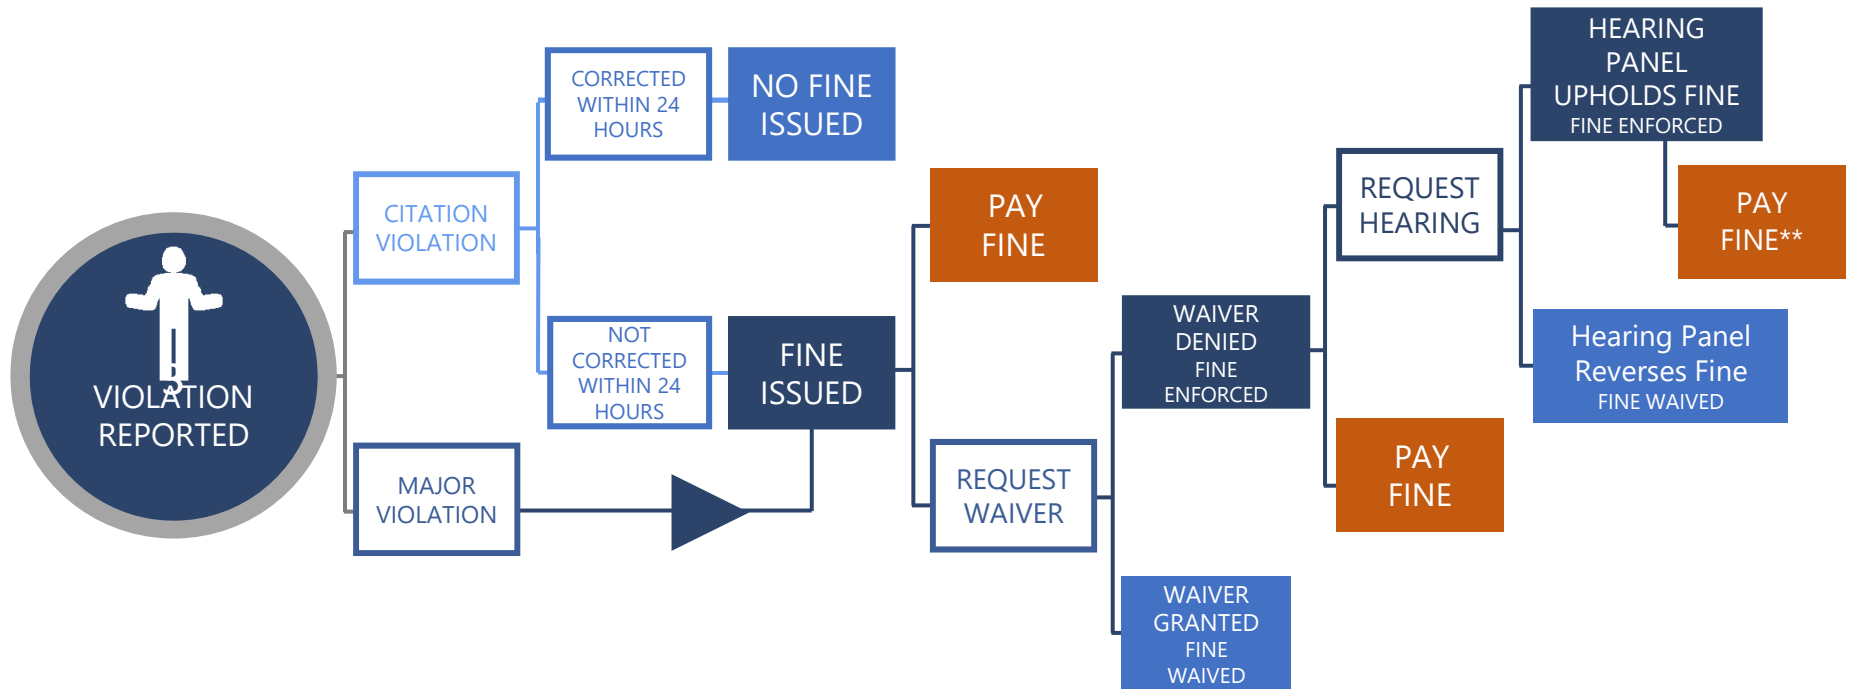 3
VIOLATION
REPORTED
CITATION
VIOLATION
MAJOR
VIOLATION
CORRECTED
WITHIN 24
HOURS
NO FINE
ISSUED
NOT
CORRECTED
WITHIN 24
HOURS
FINE
ISSUED
PAY
FINE
REQUEST
WAIVER
WAIVER
DENIED
FINE
ENFORCED
WAIVER
GRANTED
FINE
WAIVED
REQUEST
HEARING
PAY
FINE
HEARING
PANEL
UPHOLDS FINE
FINE ENFORCED
PAY
FINE**
Hearing Panel
Reverses Fine
FINE WAIVED